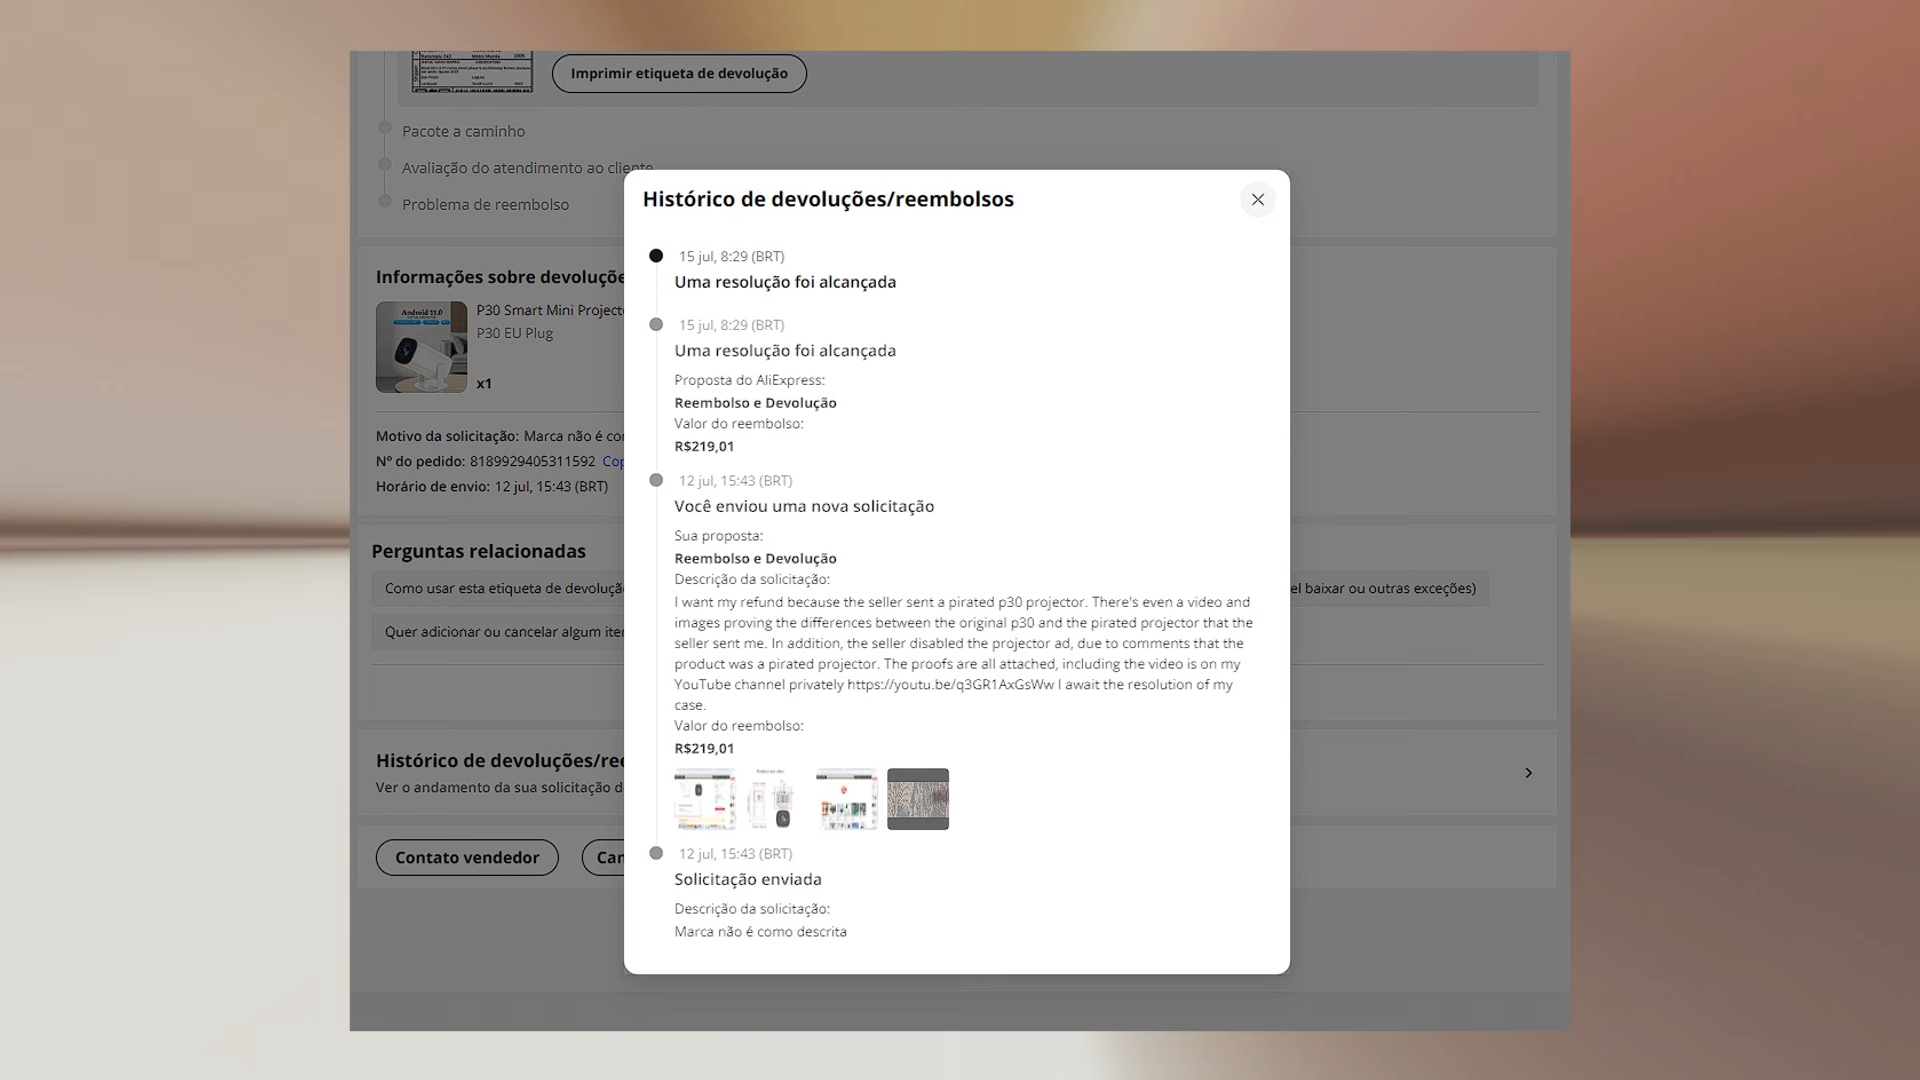 Imprimir etiqueta de devolução
Pacote a caminho
Avaliação do atendimento ao cliente
Problema de reembolso
Informações sobre devoluçõe
Android 11.0
P30 Smart Mini Projecto
P30 EU Plug
x1
Motivo da solicitação: Marca não é co
Nº do pedido: 8189929405311592 Cop
Horário de envio: 12 jul, 15:43 (BRT)
Perguntas relacionadas
Como usar esta etiqueta de devoluçã
el baixar ou outras exceções)
Quer adicionar ou cancelar algum ite
Histórico de devoluções/ree
Ver o andamento da sua solicitação d
Contato vendedor
Can
Histórico de devoluções/reembolsos
15 jul, 8:29 (BRT)
Uma resolução foi alcançada
15 jul, 8:29 (BRT)
Uma resolução foi alcançada
Proposta do AliExpress:
Reembolso e Devolução
Valor do reembolso:
R$219,01
12 jul, 15:43 (BRT)
Você enviou uma nova solicitação
Sua proposta:
Reembolso e Devolução
Descrição da solicitação:
I want my refund because the seller sent a pirated p30 projector. There's even a video and
images proving the differences between the original p30 and the pirated projector that the
seller sent me. In addition, the seller disabled the projector ad, due to comments that the
product was a pirated projector. The proofs are all attached, including the video is on my
YouTube channel privately https://youtu.be/q3GR1AxGsWw I await the resolution of my
case.
Valor do reembolso:
R$219,01
12 jul, 15:43 (BRT)
Solicitação enviada
Descrição da solicitação:
Marca não é como descrita